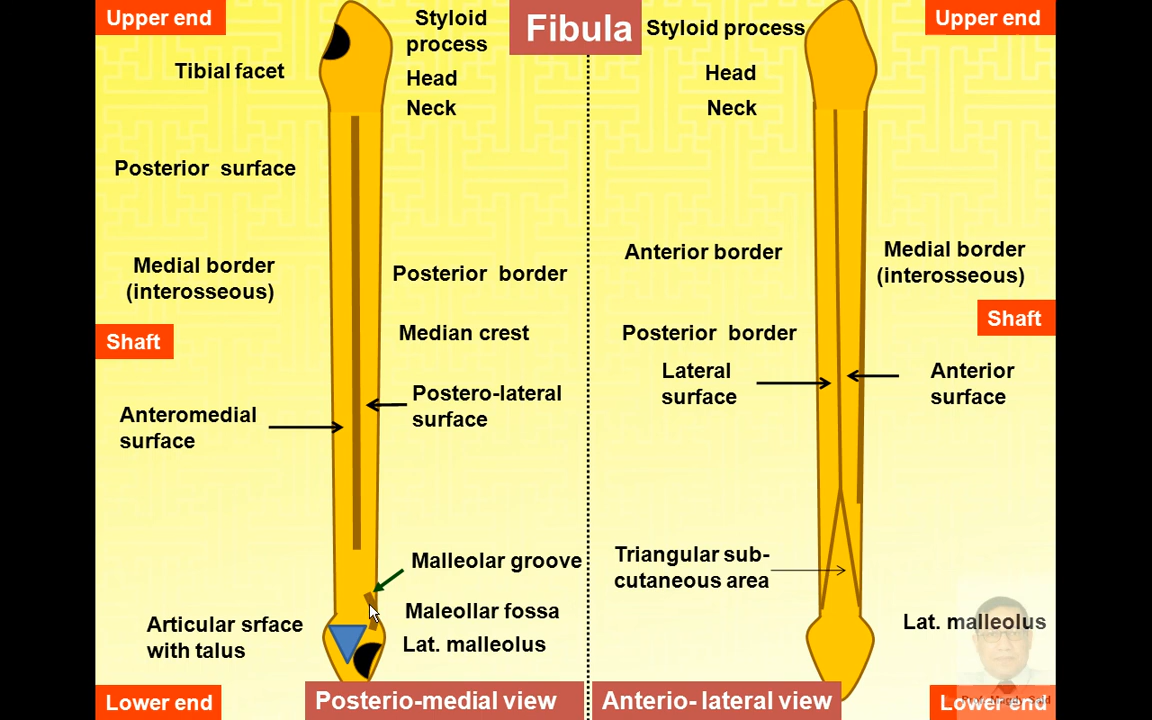 Fibula
Upper end
Styloid
process
Tibial facet
Head
Neck
Posterior surface
Medial border
(interosseous)
Posterior border
Shaft
Median crest
Postero-lateral
surface
Anteromedial
surface
Malleolar groove
Maleollar fossa
Articular srface
with talus
Lat. malleolus
Lower end
Posterio-medial view
Styloid process
Upper end
Head
Neck
Anterior border
Medial border
(interosseous)
Shaft
Posterior border
Lateral
surface
Anterior
surface
Triangular sub-
cutaneous area
Lat. malleolus
Anterio- lateral view
Lower end